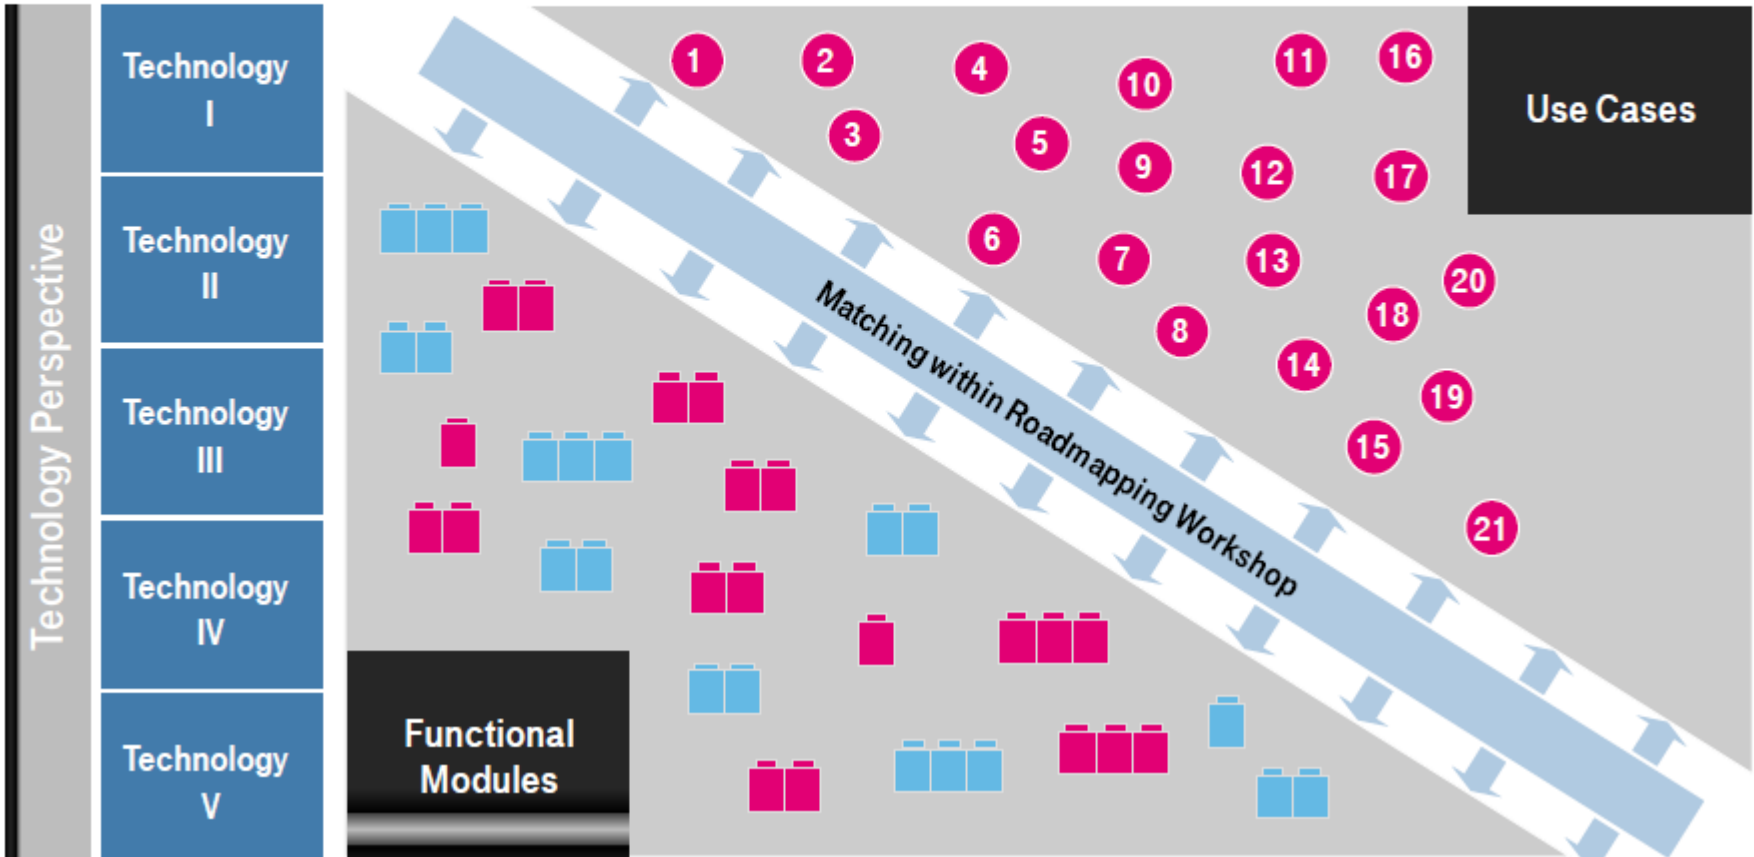 Technology Perspective
Technology
I
Technology
II
Technology
III
Technology
IV
Technology
V
1
2
4
10
11
16
3
5
9
12
17
6
7
13
20
8
18
14
19
15
21
Use Cases
Matching within Roadmapping Workshop
Functional
Modules